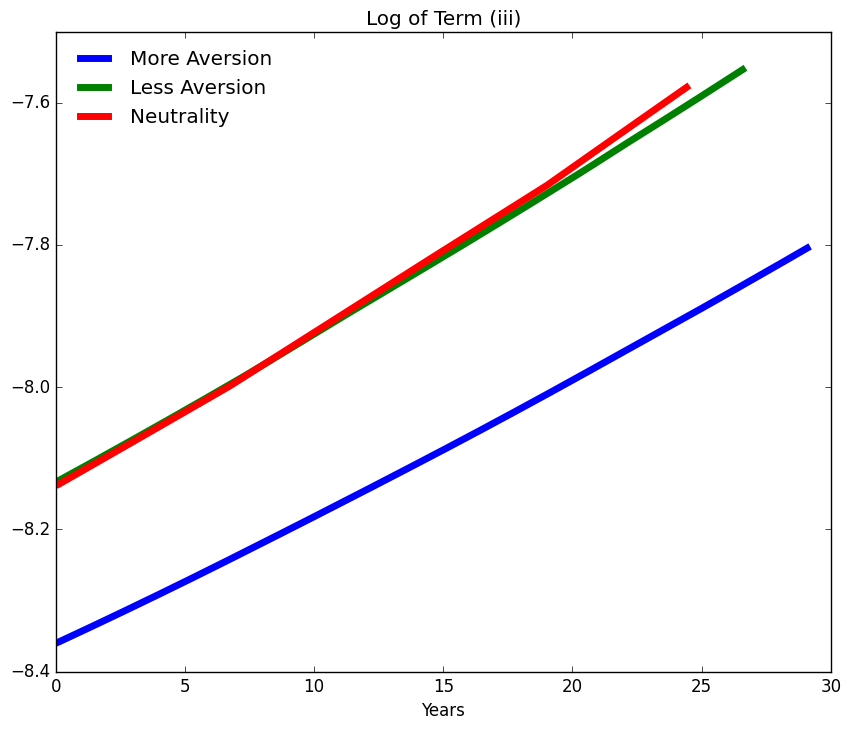 Log of Term (iii)
More Aversion
Less Aversion
Neutrality
−7.6
−7.8
−8.0
−8.2
−8.4
0 5 10 15 20 25 30
Years